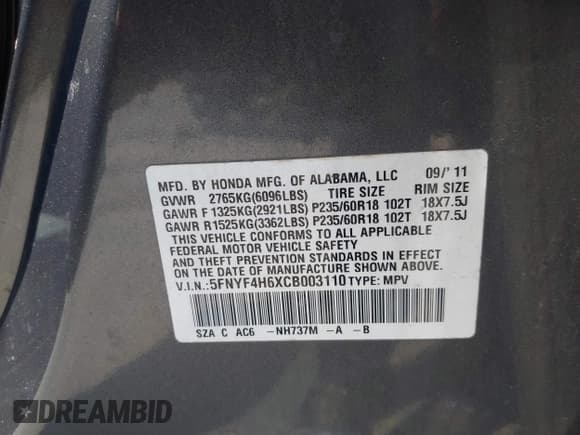 MFD. BY HONDA MFG. OF ALABAMA, LLC 09/'11
GVWR 2765KG(6096LBS) TIRE SIZE RIM SIZE
GAWR F 1325KG(2921LBS) P235/60R18 102T 18X7.5J
GAWR R1525KG(3362LBS) P235/60R18 102T 18X7.5J
THIS VEHICLE CONFORMS TO ALL APPLICABLE
FEDERAL MOTOR VEHICLE SAFETY
AND THEFT PREVENTION STANDARDS IN EFFECT
ON THE DATE OF MANUFACTURE SHOWN ABOVE.
V.I.N.:5FNYF4H6XCB003110 TYPE: MPV
SZA C AC6 -NH737M -A -B
DREAMBID